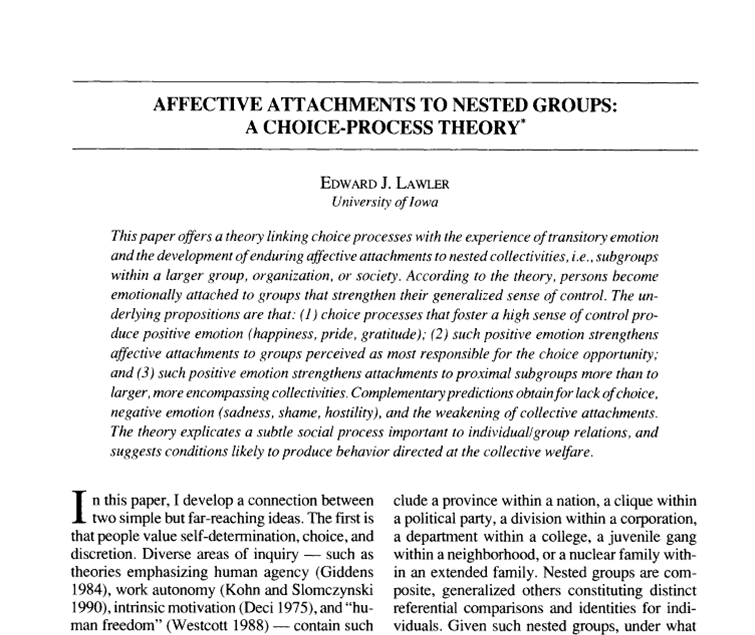 AFFECTIVE ATTACHMENTS TO NESTED GROUPS:
A CHOICE-PROCESS THEORY*
EDWARD J. LAWLER
University of Iowa
This paper offers a theory linking choice processes with the experience of transitory emotion
and the development of enduring affective attachments to nested collectivities, i.e., subgroups
within a larger group, organization, or society. According to the theory, persons become
emotionally attached to groups that strengthen their generalized sense of control. The un-
derlying propositions are that: (1) choice processes that foster a high sense of control pro-
duce positive emotion (happiness, pride, gratitude); (2) such positive emotion strengthens
affective attachments to groups perceived as most responsible for the choice opportunity;
and (3) such positive emotion strengthens attachments to proximal subgroups more than to
larger, more encompassing collectivities. Complementary predictions obtain for lack of choice,
negative emotion (sadness, shame, hostility), and the weakening of collective attachments.
The theory explicates a subtle social process important to individual/group relations, and
suggests conditions likely to produce behavior directed at the collective welfare.
In this paper, I develop a connection between
two simple but far-reaching ideas. The first is
that people value self-determination, choice, and
discretion. Diverse areas of inquiry — such as
theories emphasizing human agency (Giddens
1984), work autonomy (Kohn and Slomczynski
1990), intrinsic motivation (Deci 1975), and “hu-
man freedom” (Westcott 1988) — contain such
clude a province within a nation, a clique within
a political party, a division within a corporation,
a department within a college, a juvenile gang
within a neighborhood, or a nuclear family with-
in an extended family. Nested groups are com-
posite, generalized others constituting distinct
referential comparisons and identities for indi-
viduals. Given such nested groups, under what